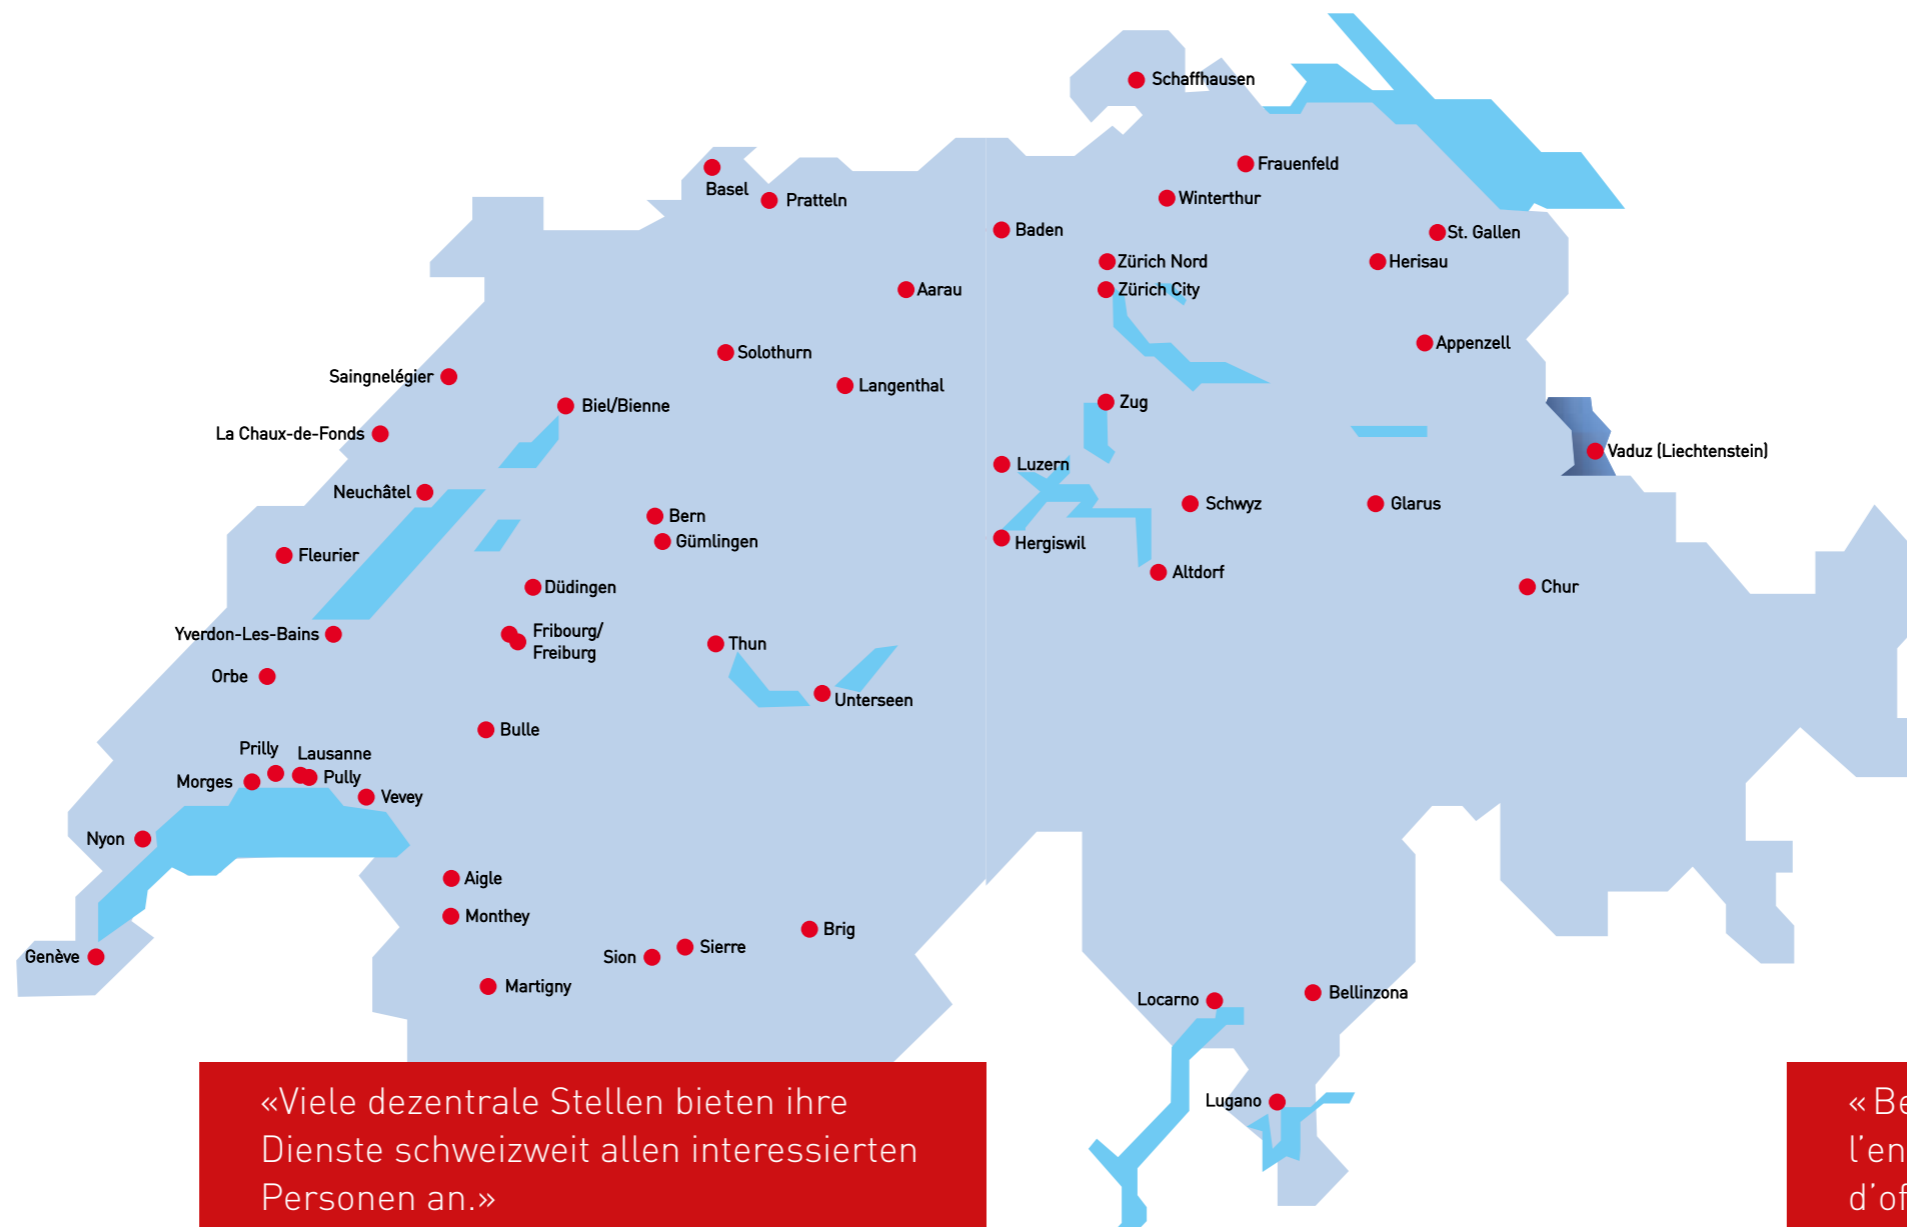 Schaffhausen
Frauenfeld
Basel
Pratteln
Winterthur
Baden
St. Gallen
Zürich Nord
Herisau
Aarau
Zürich City
Appenzell
Solothurn
Saingnelégier
Langenthal
Biel/Bienne
Zug
La Chaux-de-Fonds
Vaduz (Liechtenstein)
Luzern
Neuchâtel
Schwyz
Glarus
Bern
Gümlingen
Hergiswil
Fleurier
Altdorf
Düdingen
Chur
Yverdon-Les-Bains
Fribourg/
Freiburg
Thun
Orbe
Unterseen
Bulle
Prilly
Lausanne
Morges
Pully
Vevey
Nyon
Aigle
Monthey
Brig
Sierre
Genève
Sion
Martigny
Bellinzona
Locarno
Lugano
«Viele dezentrale Stellen bieten ihre
Dienste schweizweit allen interessierten
Personen an.»
« Be
l’en
d’of